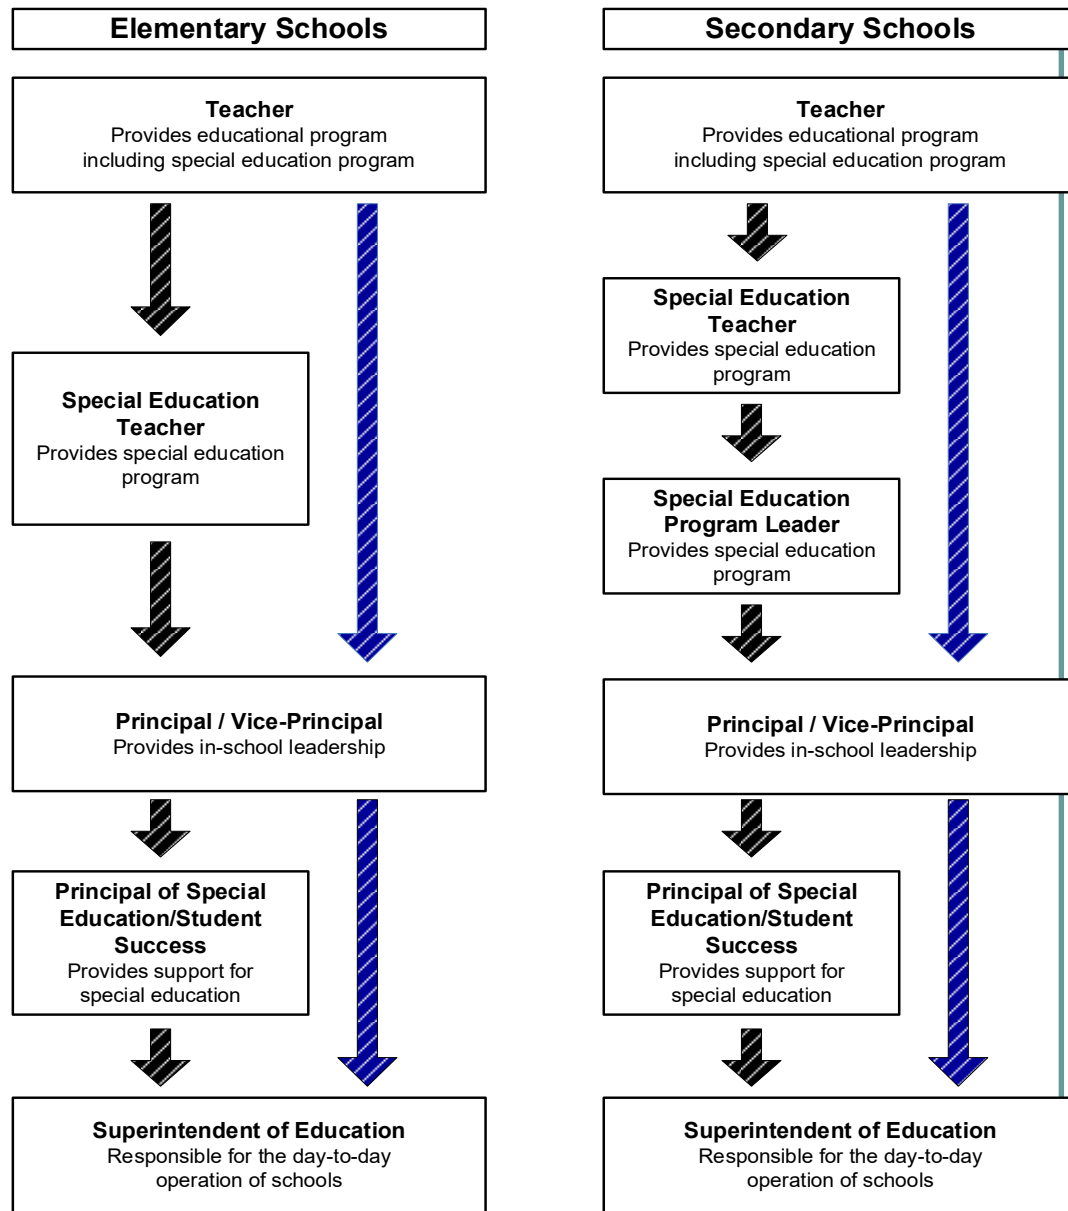 Elementary Schools
Teacher
Provides educational program
including special education program
Special Education
Teacher
Provides special education
program
Principal / Vice-Principal
Provides in-school leadership
Principal of Special
Education/Student
Success
Provides support for
special education
Superintendent of Education
Responsible for the day-to-day
operation of schools
Secondary Schools
Teacher
Provides educational program
including special education program
Special Education
Teacher
Provides special education
program
Special Education
Program Leader
Provides special education
program
Principal / Vice-Principal
Provides in-school leadership
Principal of Special
Education/Student
Success
Provides support for
special education
Superintendent of Education
Responsible for the day-to-day
operation of schools